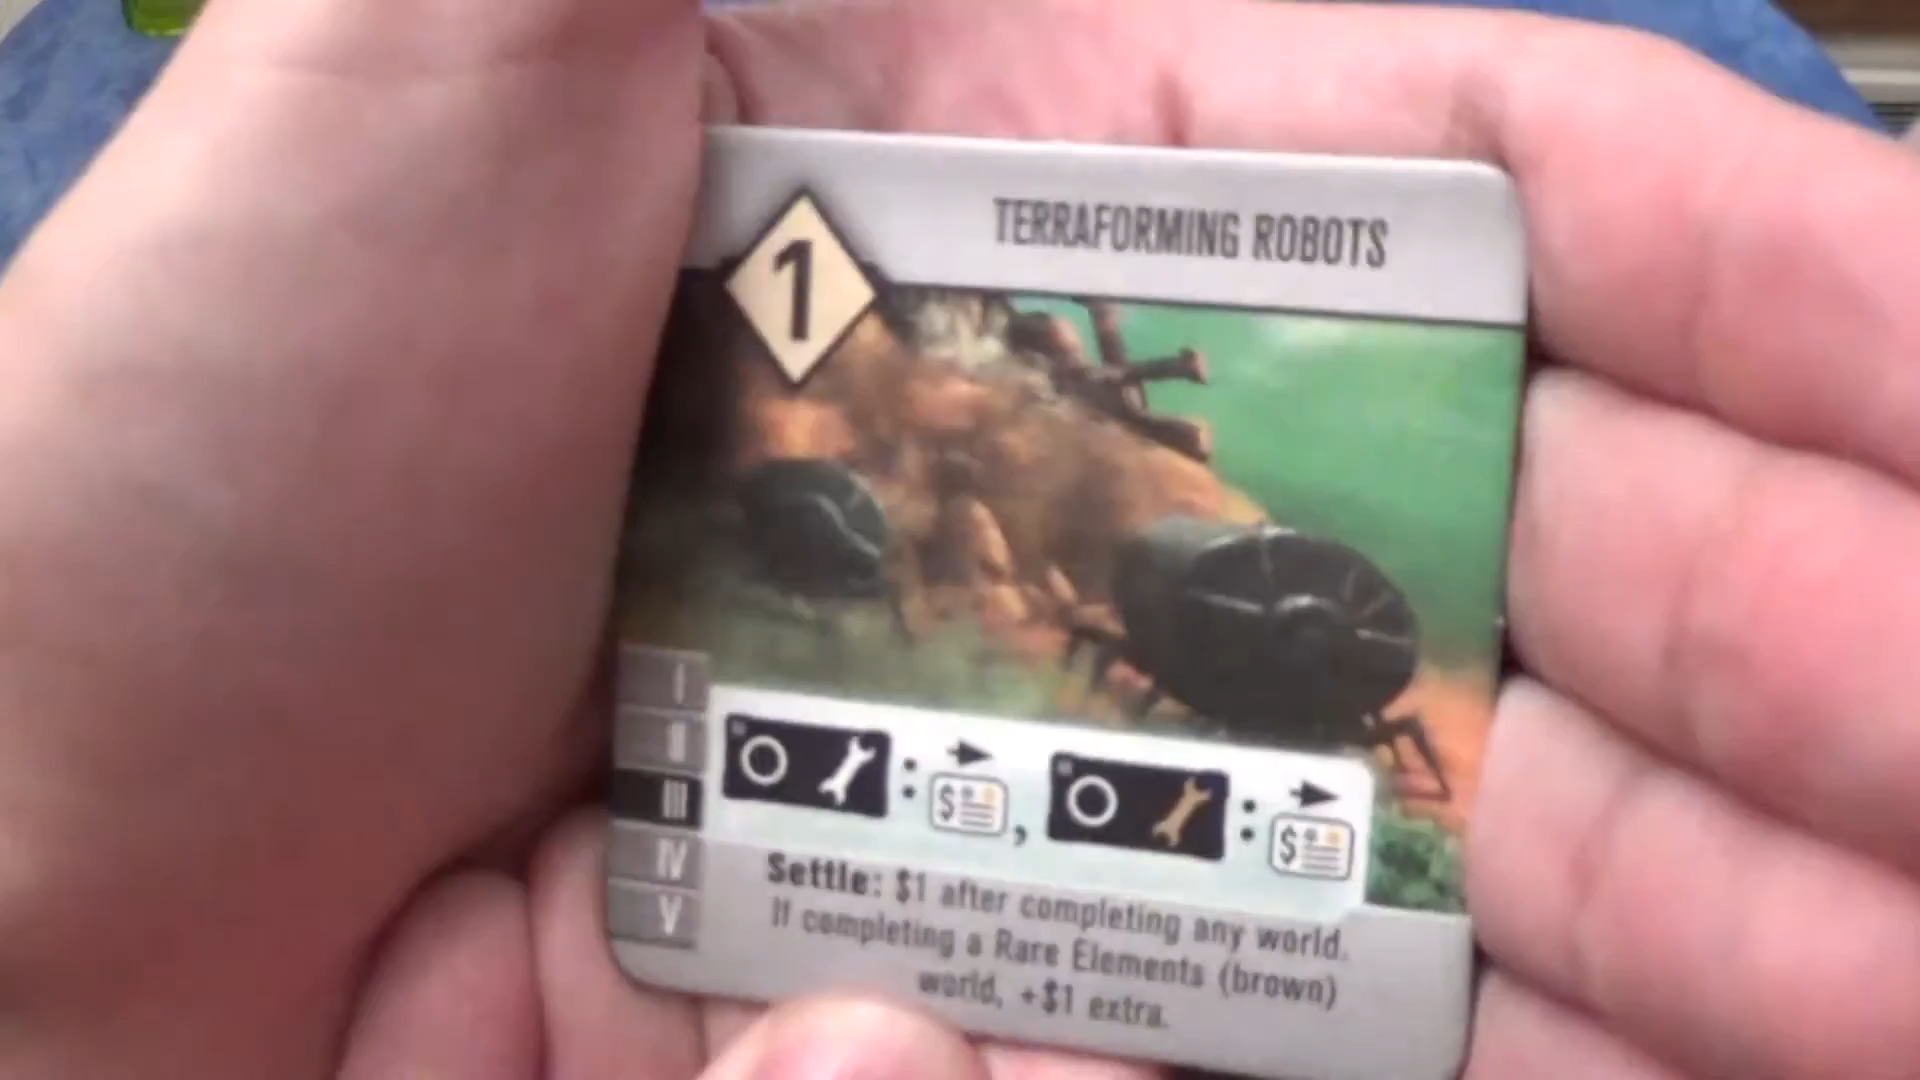 TERRAFORMING ROBOTS
1
I
II
III
IV
V
: $ , : $
Settle: $1 after completing any world.
If completing a Rare Elements (brown)
world, +$1 extra.